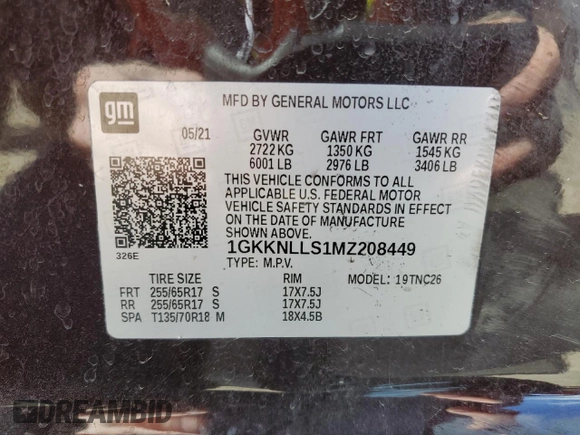 gm
MFD BY GENERAL MOTORS LLC
05/21 GVWR GAWR FRT GAWR RR
2722 KG 1350 KG 1545 KG
6001 LB 2976 LB 3406 LB
THIS VEHICLE CONFORMS TO ALL
APPLICABLE U.S. FEDERAL MOTOR
VEHICLE SAFETY STANDARDS IN EFFECT
ON THE DATE OF MANUFACTURE
SHOWN ABOVE.
326E
1GKKNLLS1MZ208449
TYPE: M.P.V. MODEL: 19TNC26
TIRE SIZE RIM
FRT 255/65R17 S 17X7.5J
RR 255/65R17 S 17X7.5J
SPA T135/70R18 M 18X4.5B
DREAMBID